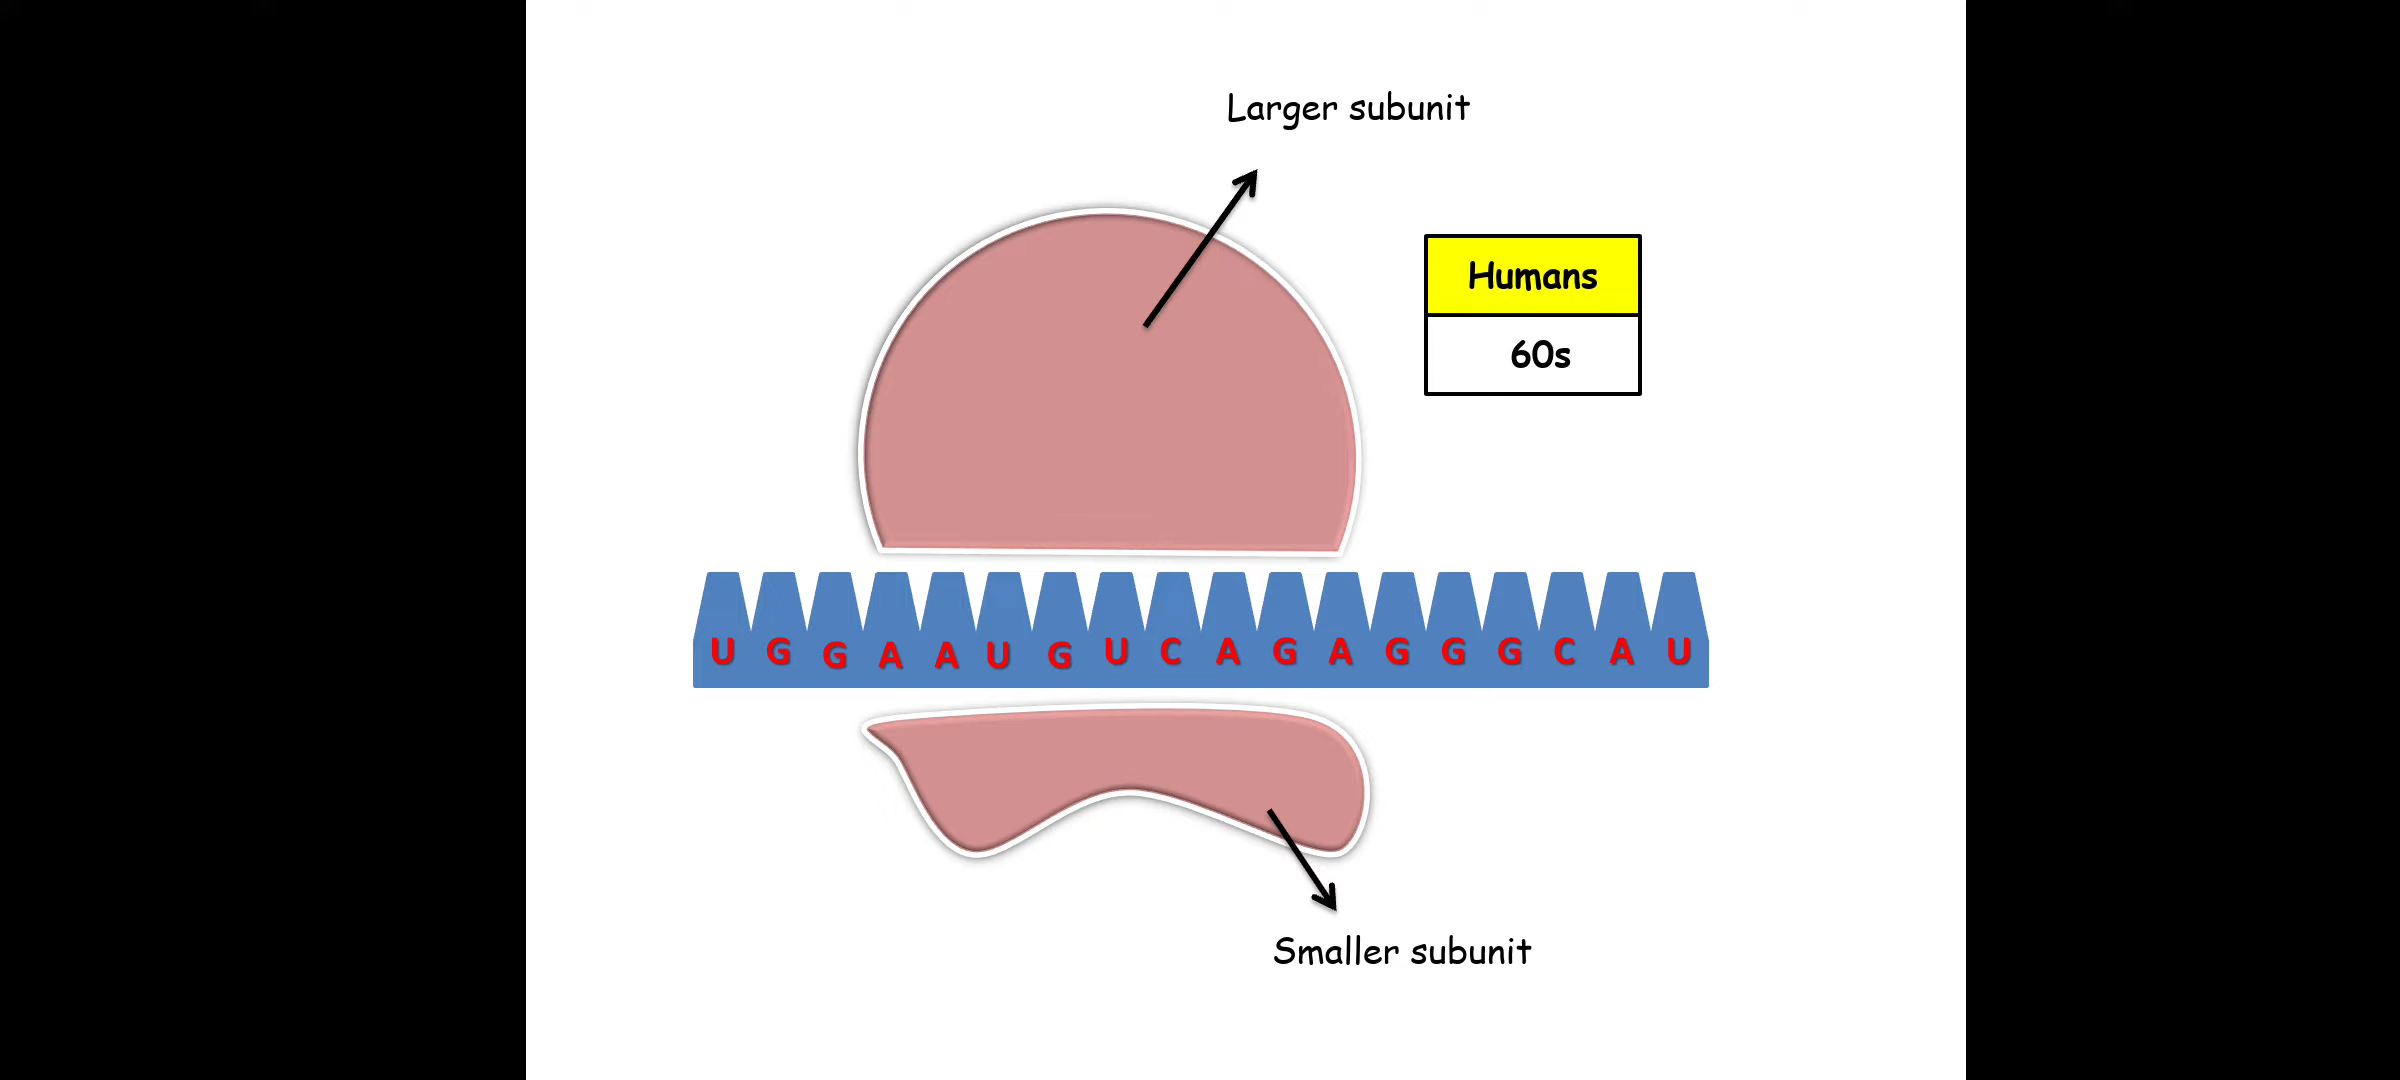 Larger subunit
Humans
60s
U G G A A U G U C A G A G G G C A U
Smaller subunit